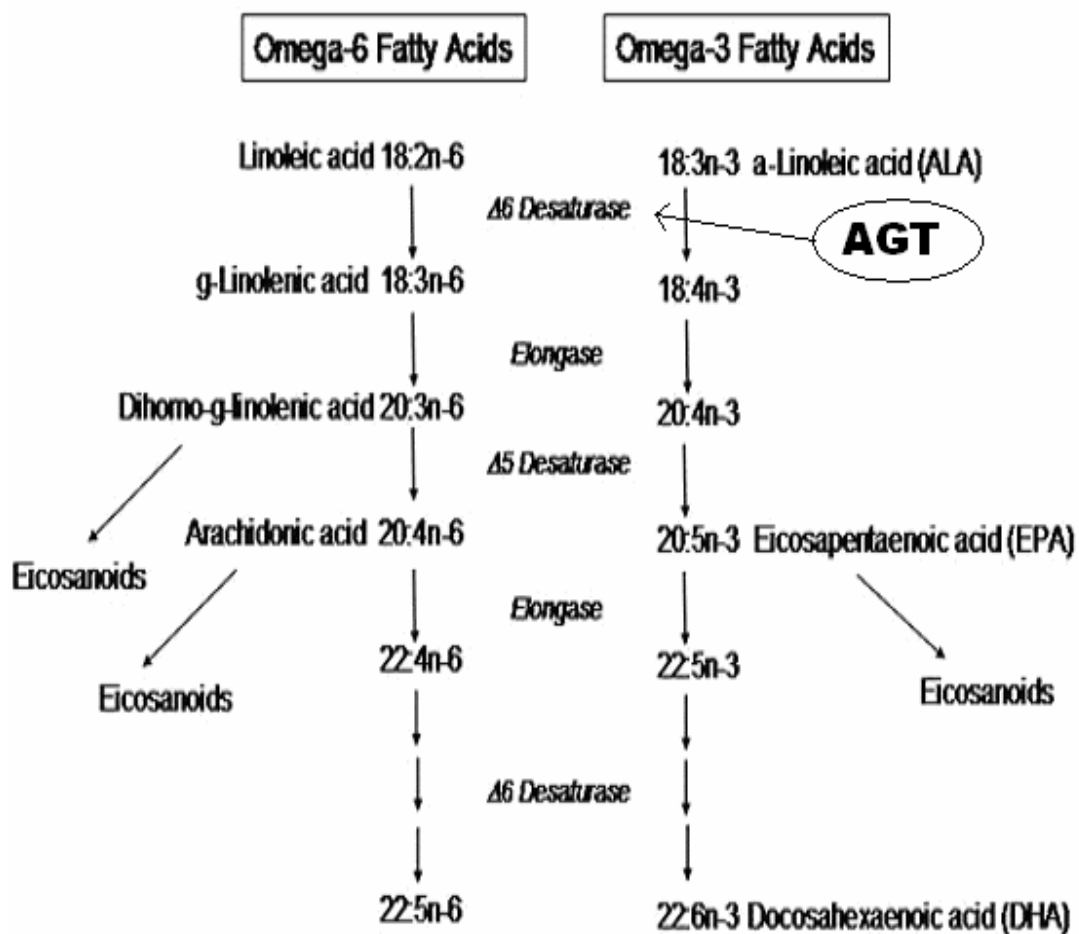 Omega-6 Fatty Acids
Omega-3 Fatty Acids
Linoleic acid 18:2n-6
18:3n-3 a-Linoleic acid (ALA)
Δ6 Desaturase
AGT
g-Linolenic acid 18:3n-6
18:4n-3
Elongase
Dihomo-g-linolenic acid 20:3n-6
20:4n-3
Δ5 Desaturase
Arachidonic acid 20:4n-6
20:5n-3 Eicosapentaenoic acid (EPA)
Eicosanoids
Elongase
22:4n-6
22:5n-3
Eicosanoids
Eicosanoids
Δ6 Desaturase
22:5n-6
22:6n-3 Docosahexaenoic acid (DHA)